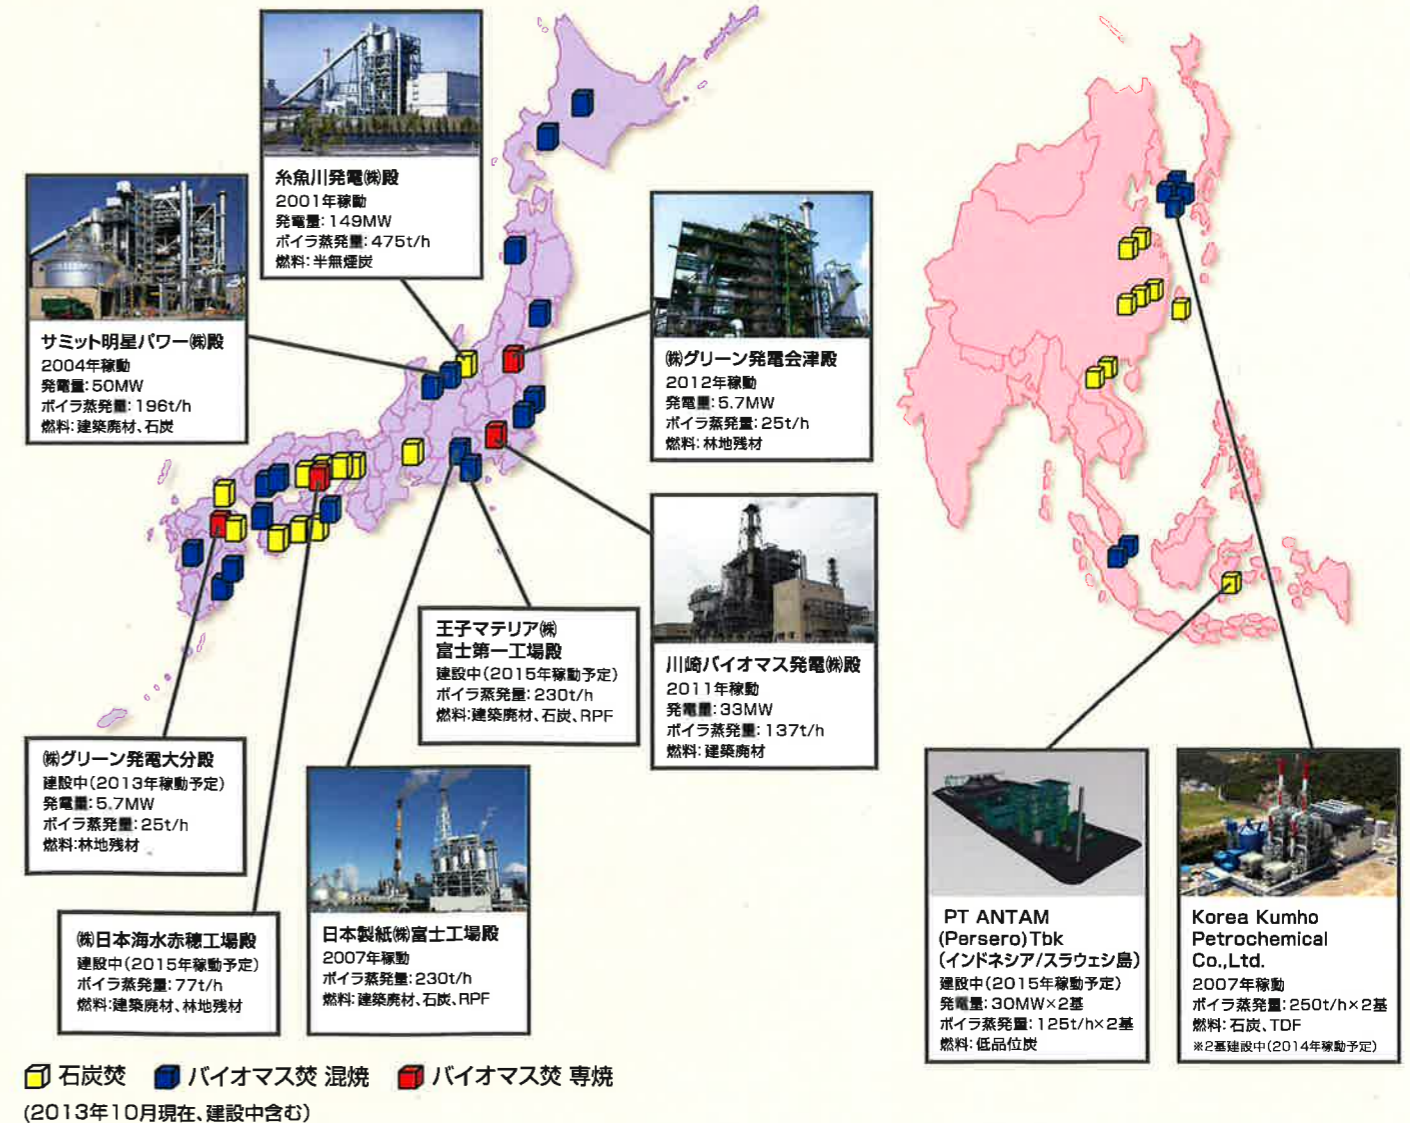 糸魚川発電㈱殿
2001年稼動
発電量:149MW
ボイラ蒸発量:475t/h
燃料:半無煙炭
サミット明星パワー㈱殿
2004年稼動
発電量:50MW
ボイラ蒸発量:196t/h
燃料:建築廃材、石炭
㈱グリーン発電会津殿
2012年稼動
発電量:5.7MW
ボイラ蒸発量:25t/h
燃料:林地残材
川崎バイオマス発電㈱殿
2011年稼動
発電量:33MW
ボイラ蒸発量:137t/h
燃料:建築廃材
王子マテリア㈱
富士第一工場殿
建設中(2015年稼動予定)
ボイラ蒸発量:230t/h
燃料:建築廃材、石炭、RPF
㈱グリーン発電大分殿
建設中(2013年稼動予定)
発電量:5.7MW
ボイラ蒸発量:25t/h
燃料:林地残材
㈱日本海水赤穂工場殿
建設中(2015年稼動予定)
ボイラ蒸発量:77t/h
燃料:建築廃材、林地残材
日本製紙㈱富士工場殿
2007年稼動
ボイラ蒸発量:230t/h
燃料:建築廃材、石炭、RPF
PT ANTAM
(Persero)Tbk
(インドネシア/スラウェシ島)
建設中(2015年稼動予定)
発電量:30MW×2基
ボイラ蒸発量:125t/h×2基
燃料:低品位炭
Korea Kumho
Petrochemical
Co.,Ltd.
2007年稼動
ボイラ蒸発量:250t/h×2基
燃料:石炭、TDF
※2基建設中(2014年稼動予定)
石炭焚 バイオマス焚 混焼 バイオマス焚 専焼
(2013年10月現在、建設中含む)